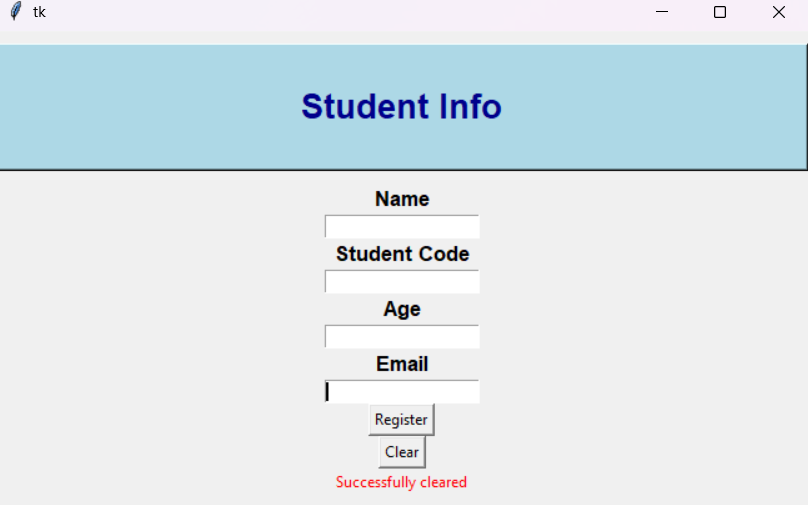 tk
Student Info
Name
Student Code
Age
Email
Register
Clear
Successfully cleared